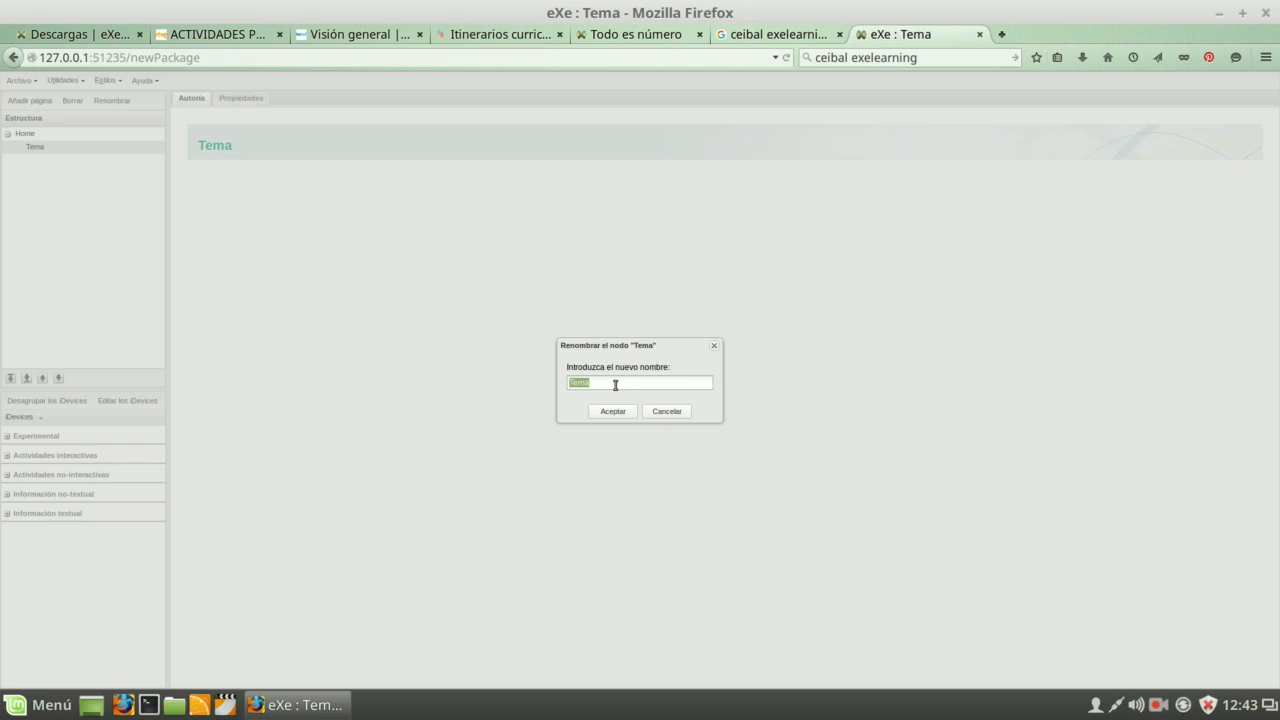 eXe : Tema - Mozilla Firefox
Descargas | eXe... × ACTIVIDADES P... × Visión general |... × Itinerarios curric... × Todo es número × ceibal exelearni... × eXe : Tema ×
127.0.0.1:51235/newPackage ceibal exelearning
Archivo Utilidades Estilos Ayuda
Añadir página Borrar Renombrar Autoría Propiedades
Estructura
Home
Tema
Tema
Renombrar el nodo "Tema"
Introduzca el nuevo nombre:
Tema
Aceptar Cancelar
Desagrupar los iDevices Editar los iDevices
iDevices
Experimental
Actividades interactivas
Actividades no-interactivas
Información no-textual
Información textual
Menú eXe : Tem... 12:43